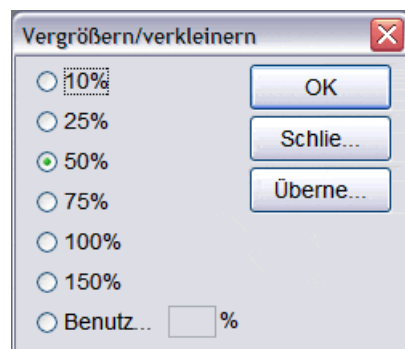 Vergrößern/verkleinern
10%
25%
50%
75%
100%
150%
Benutz... %
OK
Schlie...
Überne...